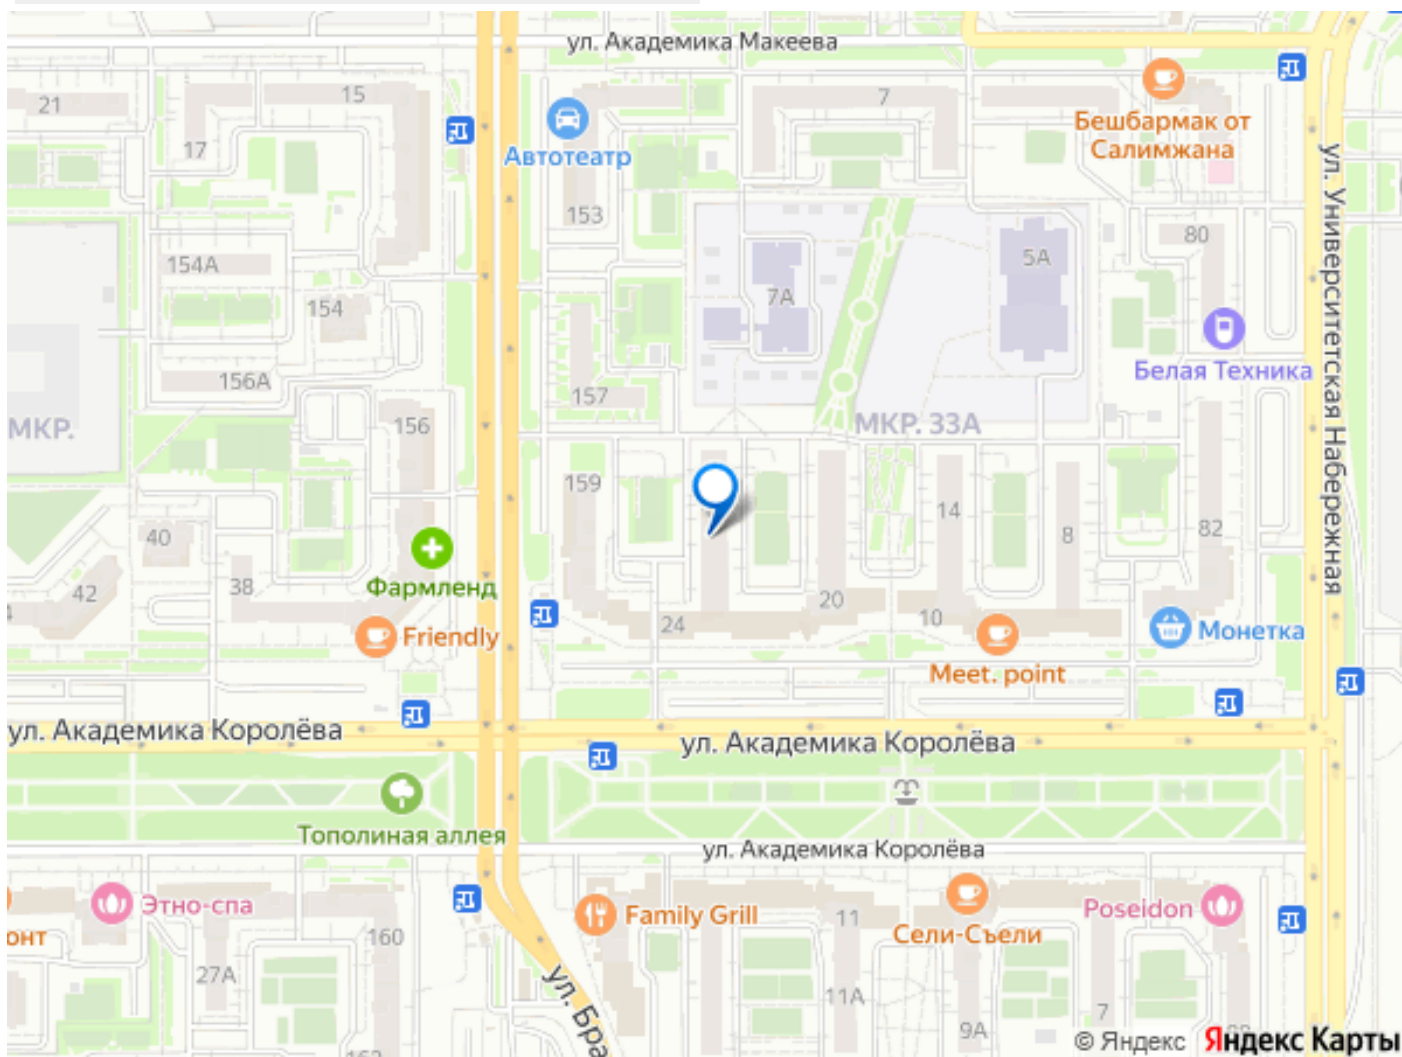 ул. Академика Макеева
21
15
7
17
Автотеатр
Бешбармак от
Салимжана
153
80
154А
5А
7А
154
ул. Университетская Набережная
156А
Белая Техника
157
156
МКР.
МКР. 33А
159
14
8
82
40
Фармленд
42
38
20
24
10
Friendly
Монетка
Meet. point
ул. Академика Королёва
ул. Академика Королёва
Тополиная аллея
ул. Академика Королёва
Этно-спа
онт
160
Family Grill
11
Сели-Съели
Poseidon
27А
11А
ул. Бра
7
9А
© Яндекс Яндекс Карты